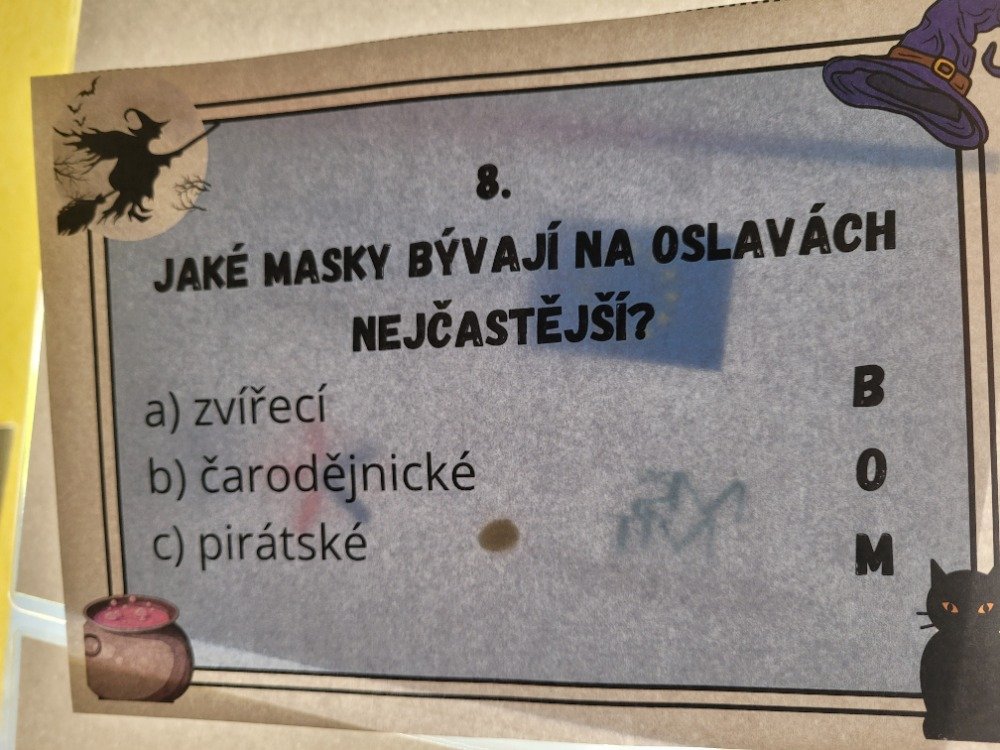 8.
JAKÉ MASKY BÝVAJÍ NA OSLAVÁCH
NEJČASTĚJŠÍ?
a) zvířecí B
b) čarodějnické O
c) pirátské M